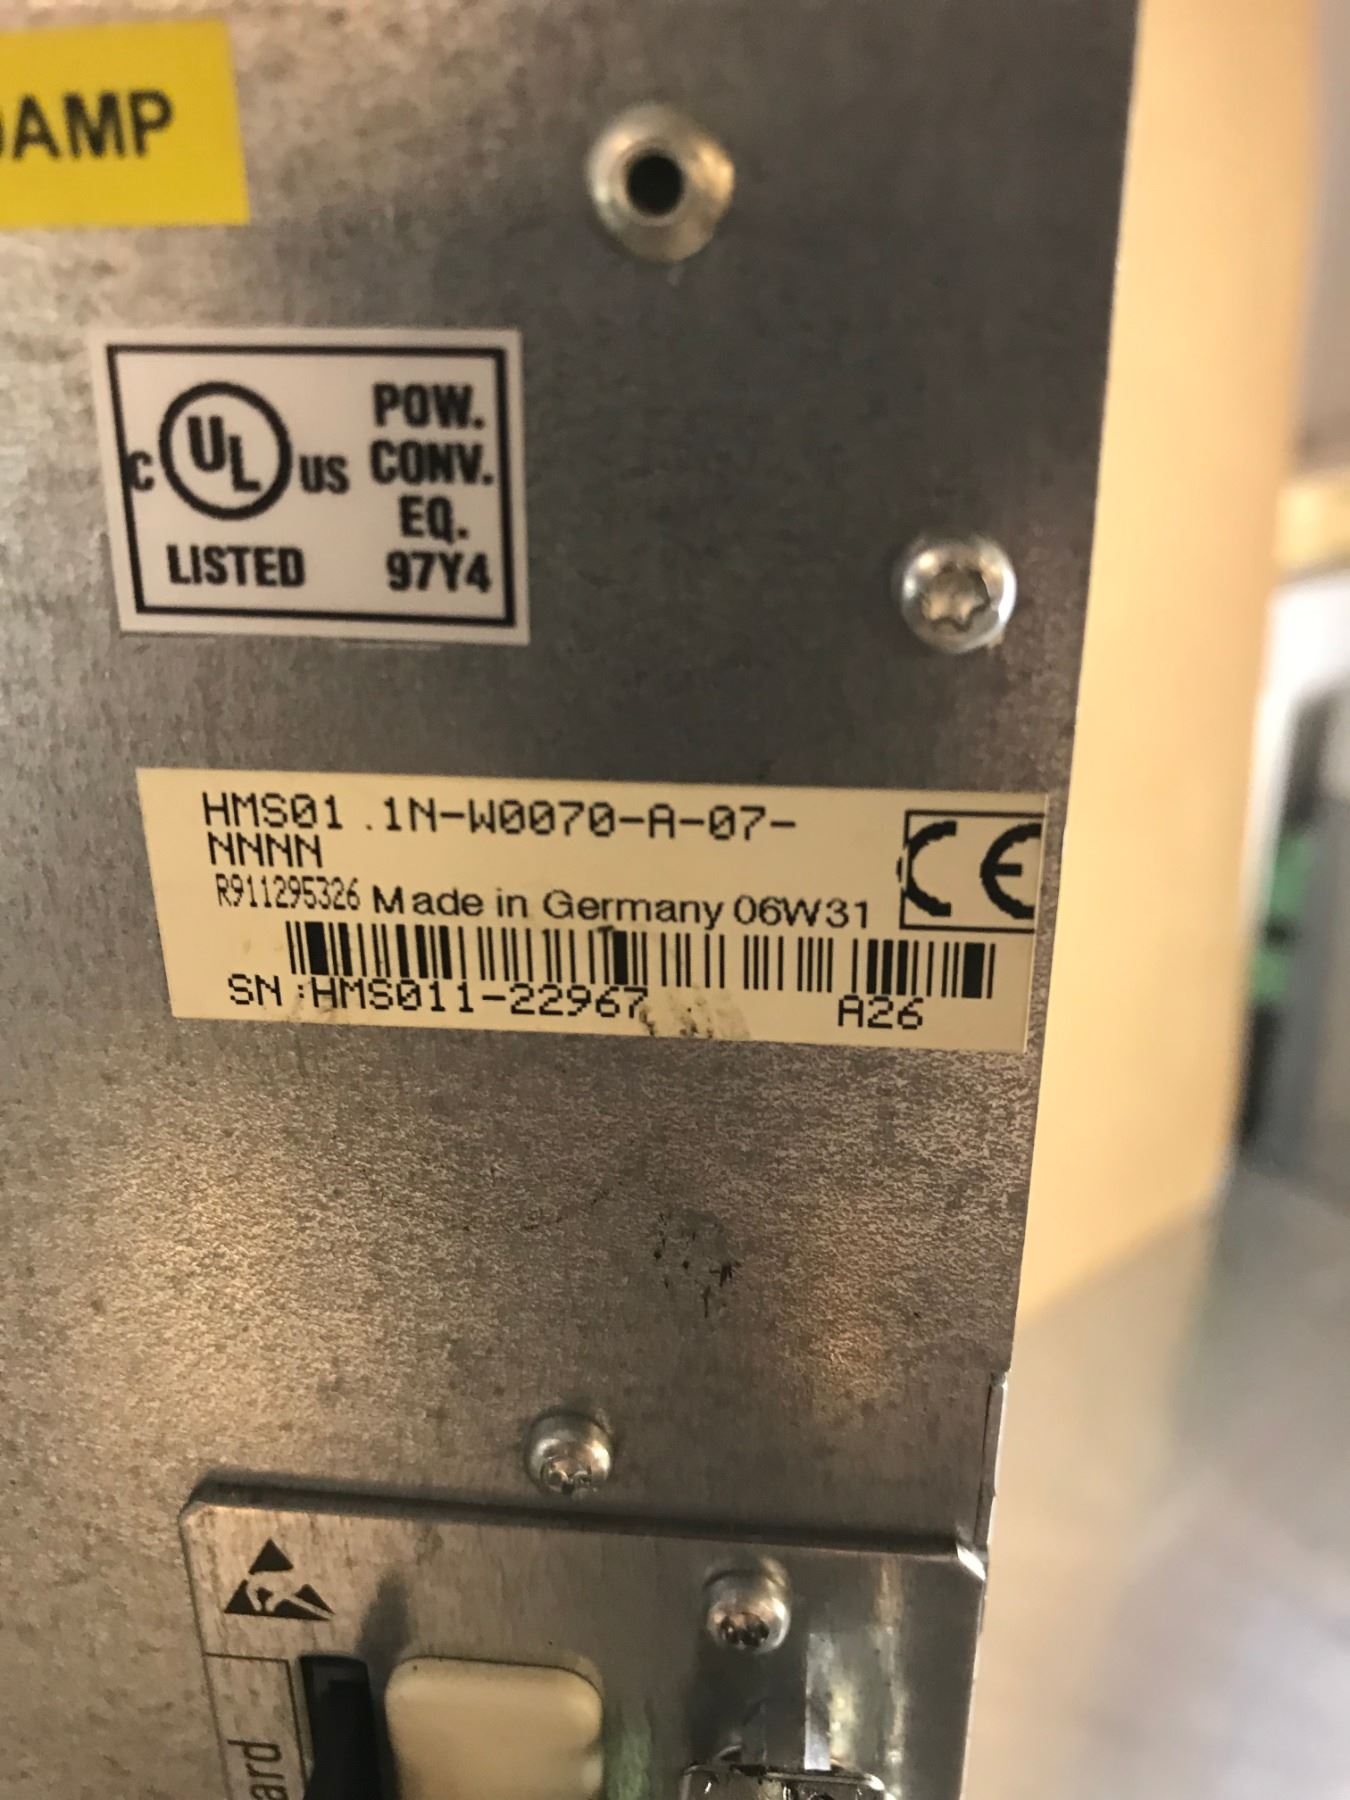 AMP
C UL US
LISTED
POW.
CONV.
EQ.
97Y4
HMS01.1N-W0070-A-07-
NNNN
R911295326 Made in Germany 06W31
CE
SN:HMS011-22967 A26
ard